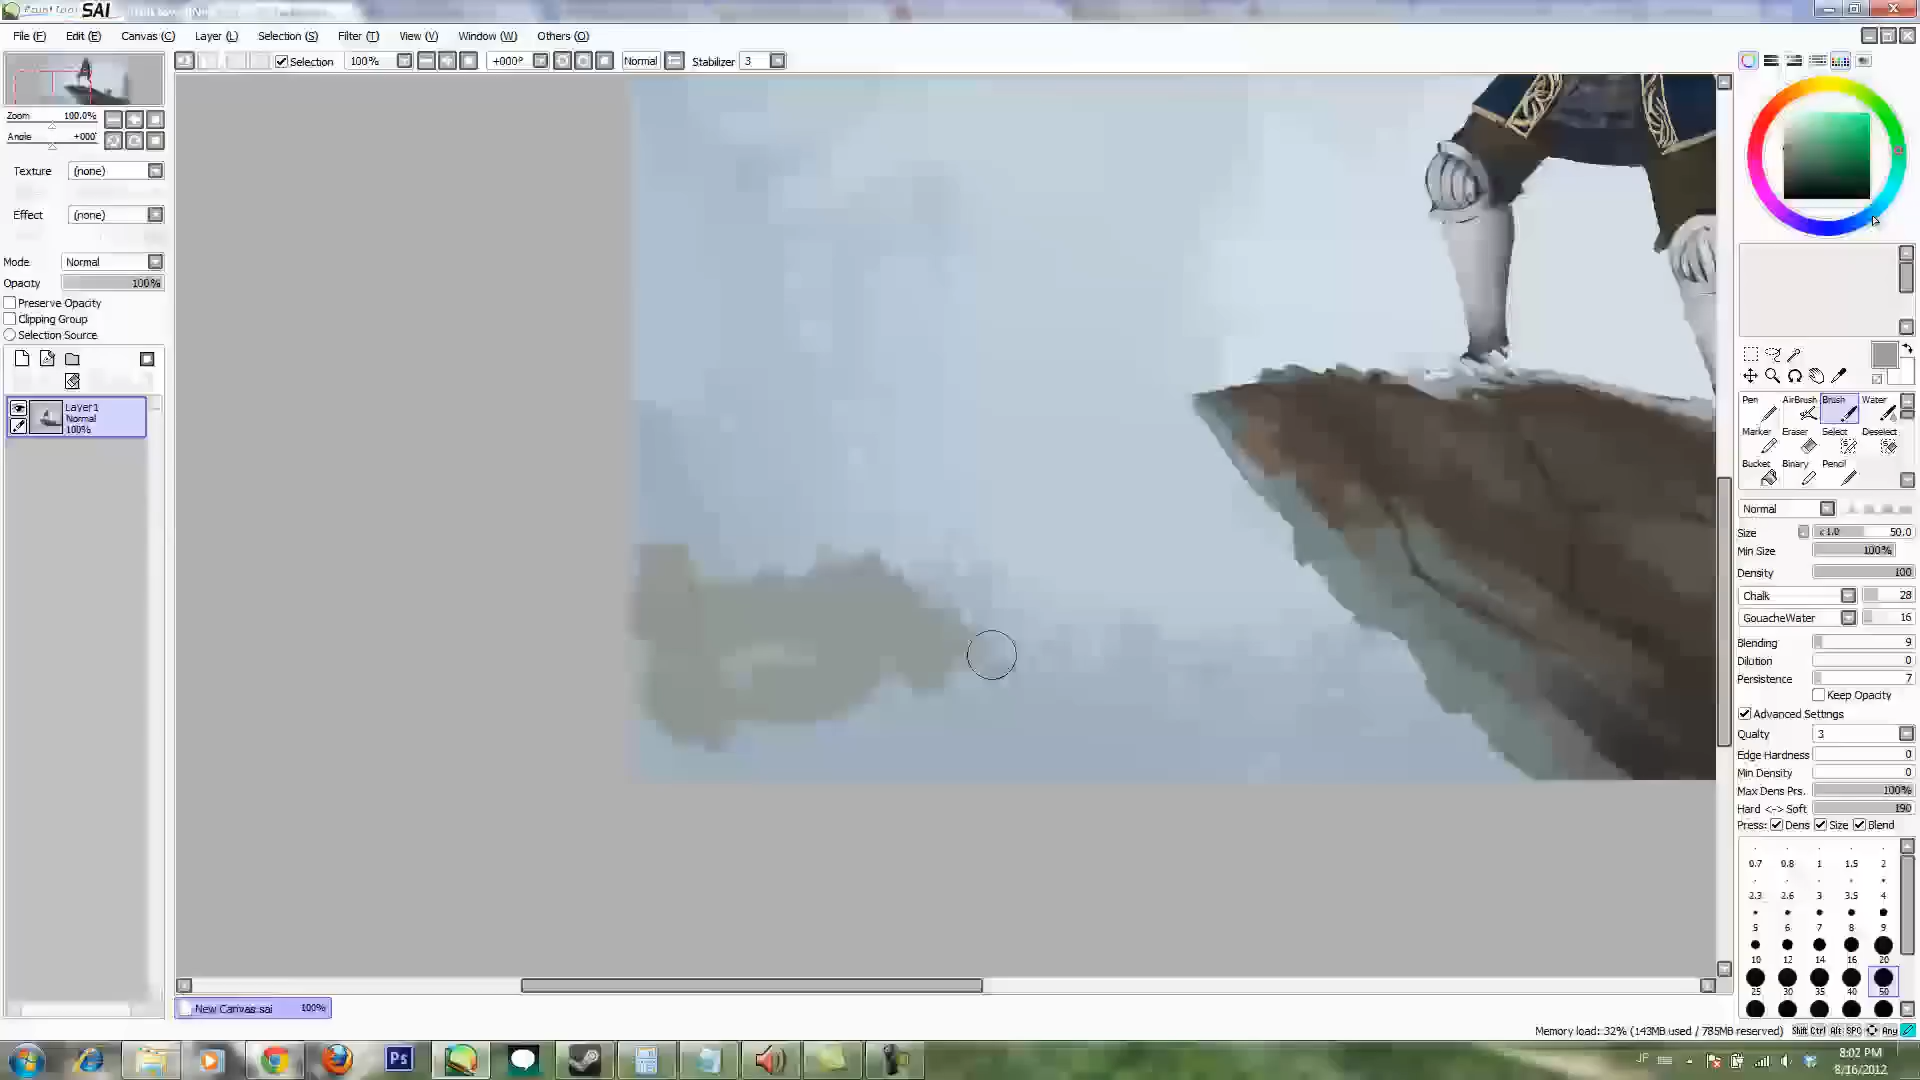 Paint Tool SAI
File (F) Edit (E) Canvas (C) Layer (L) Selection (S) Filter (T) View (V) Window (W) Others (O)
Selection 100% +000° Normal Stabilizer 3
Zoom 100.0%
Angle +000°
Texture (none)
Effect (none)
Mode Normal
Opacity 100%
Preserve Opacity
Clipping Group
Selection Source
Layer1
Normal
100%
Pen AirBrush Brush Water
Marker Eraser Select Deselect
Bucket Binary Pencil
Normal
Size x1.0 50.0
Min Size 100%
Density 100
Chalk 28
GouacheWater 16
Blending 9
Dilution 0
Persistence 7
Keep Opacity
Advanced Settings
Quality 3
Edge Hardness 0
Min Density 0
Max Dens Prs. 100%
Hard <-> Soft 190
Press: Dens Size Blend
0.7 0.8 1 1.5 2
2.3 2.6 3 3.5 4
5 6 7 8 9
10 12 14 16 20
25 30 35 40 50
New Canvas.sai 100%
Memory load: 32% (143MB used / 785MB reserved) Shift Ctrl Alt SPC Any
Ps
JP
8:02 PM
8/16/2012